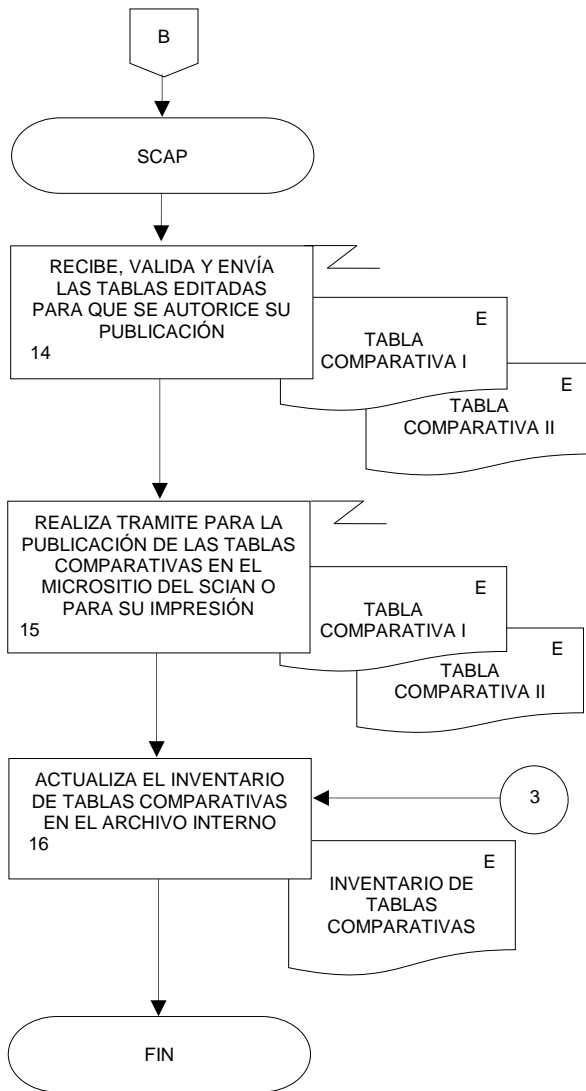 B
SCAP
RECIBE, VALIDA Y ENVÍA
LAS TABLAS EDITADAS
PARA QUE SE AUTORICE SU
PUBLICACIÓN
14
E
TABLA
COMPARATIVA I
E
TABLA
COMPARATIVA II
REALIZA TRAMITE PARA LA
PUBLICACIÓN DE LAS TABLAS
COMPARATIVAS EN EL
MICROSITIO DEL SCIAN O
PARA SU IMPRESIÓN
15
E
TABLA
COMPARATIVA I
E
TABLA
COMPARATIVA II
ACTUALIZA EL INVENTARIO
DE TABLAS COMPARATIVAS
EN EL ARCHIVO INTERNO
16
3
E
INVENTARIO DE
TABLAS
COMPARATIVAS
FIN